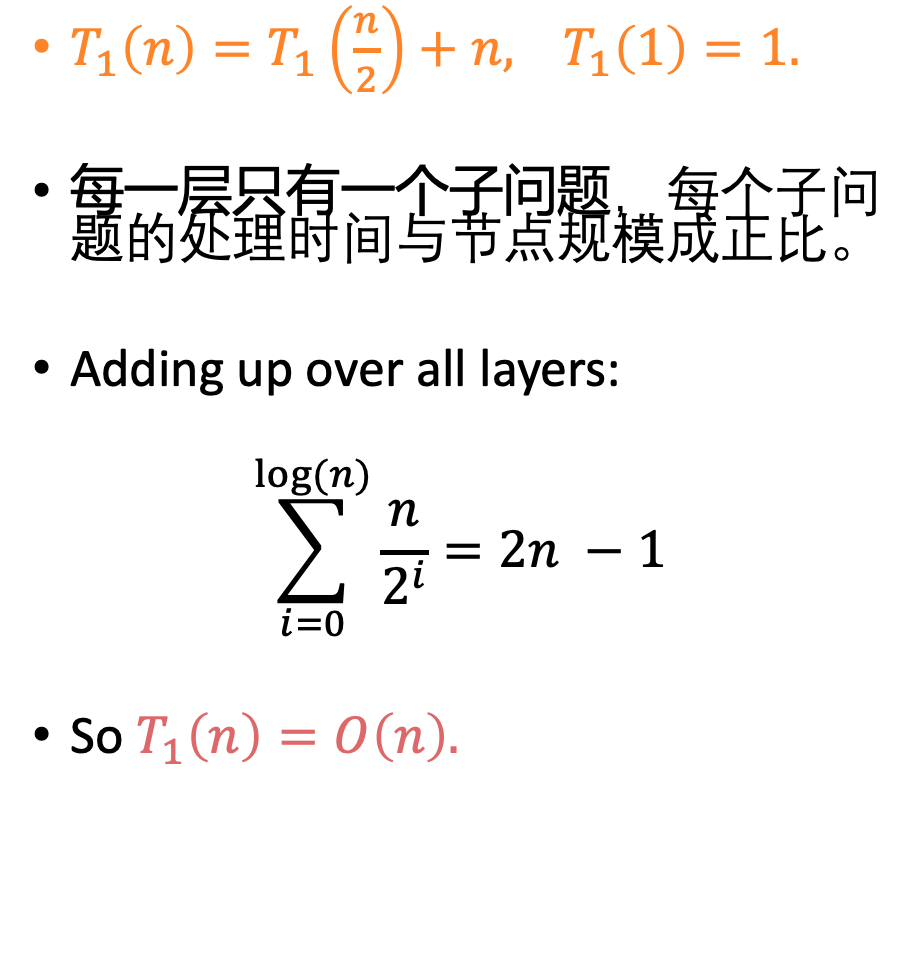 • T₁(n) = T₁(n/2) + n, T₁(1) = 1.
• 每一层只有一个子问题，每个子问
题的处理时间与节点规模成正比。
• Adding up over all layers:
∑_{i=0}^{log(n)} n/2^i = 2n − 1
• So T₁(n) = O(n).